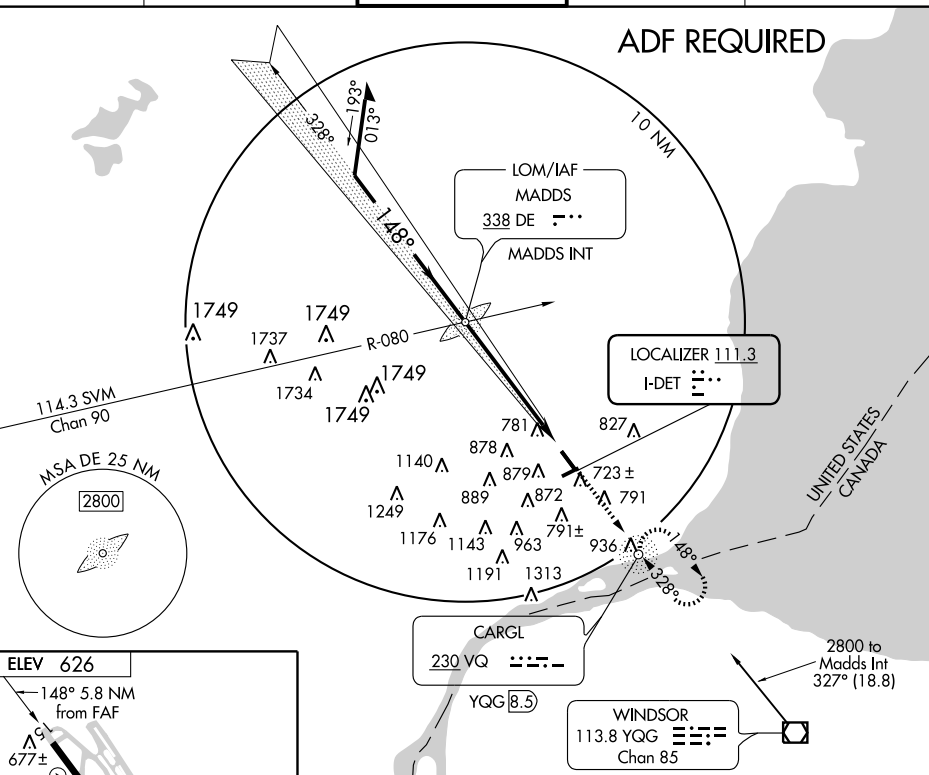 ADF REQUIRED
10 NM
193°
013°
328°
148°
LOM/IAF
MADDS
338 DE
MADDS INT
1749
1737
1749
1734
1749
1749
R-080
114.3 SVM
Chan 90
LOCALIZER 111.3
I-DET
781
827
878
1140
879
723 ±
889
872
791
1249
791±
1176
1143
963
936
1191
1313
UNITED STATES
CANADA
MSA DE 25 NM
2800
148°
328°
CARGL
230 VQ
YQG 8.5
2800 to
Madds Int
327° (18.8)
WINDSOR
113.8 YQG
Chan 85
ELEV 626
148° 5.8 NM
from FAF
15
677±